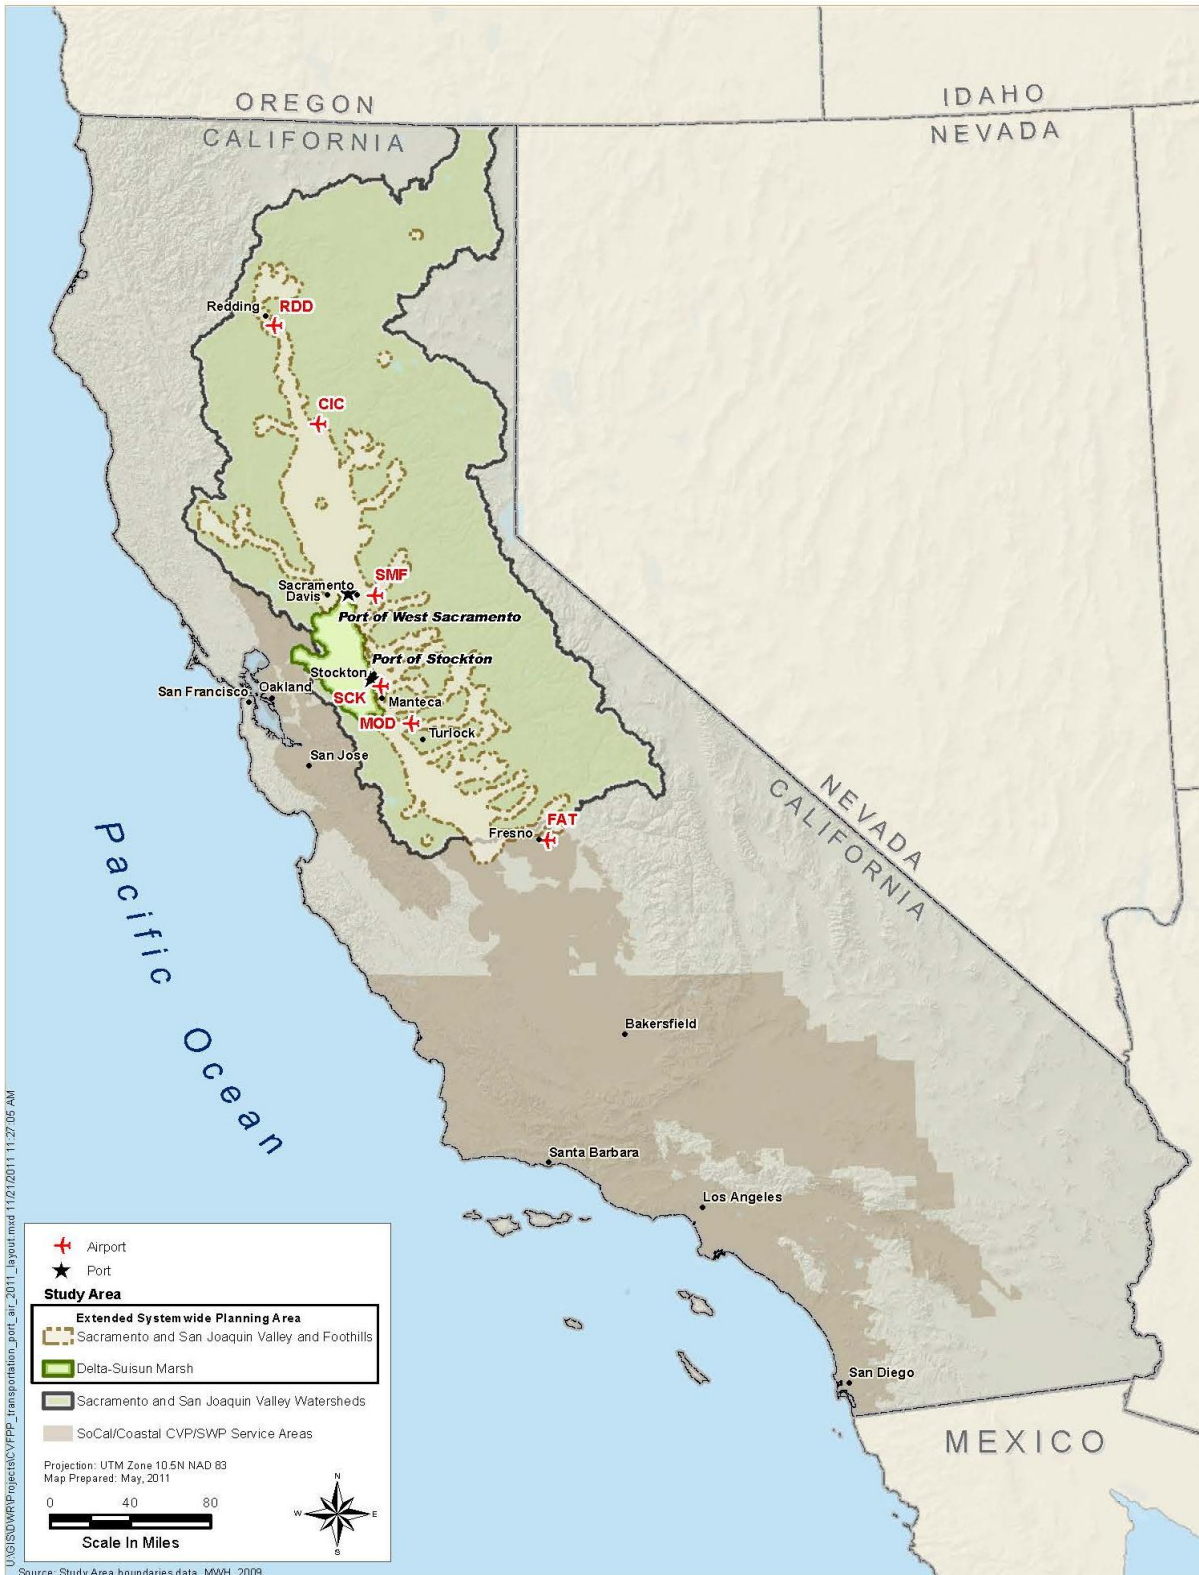 OREGON
IDAHO
CALIFORNIA
NEVADA
Redding
RDD
CIC
SMF
Sacramento
Davis
Port of West Sacramento
Port of Stockton
Stockton
San Francisco
Oakland
SCK
Manteca
MOD
Turlock
San Jose
NEVADA
CALIFORNIA
FAT
Fresno
Pacific Ocean
Bakersfield
Santa Barbara
Los Angeles
San Diego
MEXICO
Airport
Port
Study Area
Extended Systemwide Planning Area
Sacramento and San Joaquin Valley and Foothills
Delta-Suisun Marsh
Sacramento and San Joaquin Valley Watersheds
SoCal/Coastal CVP/SWP Service Areas
Projection: UTM Zone 10.5N NAD 83
Map Prepared: May, 2011
0 40 80
Scale In Miles
N
W E
S
U:\GIS\DWR\Projects\CVFPP_transportation_port_air_2011_layout.mxd 11/21/2011 11:27:05 AM
Source: Study Area boundaries data, MWH, 2009